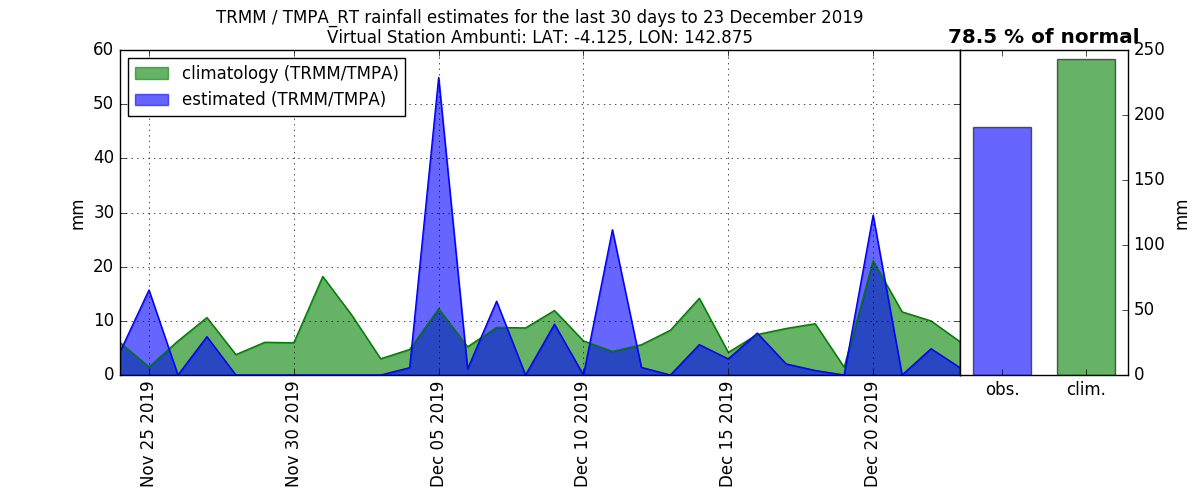 TRMM / TMPA_RT rainfall estimates for the last 30 days to 23 December 2019
Virtual Station Ambunti: LAT: -4.125, LON: 142.875
78.5 % of normal
climatology (TRMM/TMPA)
estimated (TRMM/TMPA)
mm
60
50
40
30
20
10
0
Nov 25 2019
Nov 30 2019
Dec 05 2019
Dec 10 2019
Dec 15 2019
Dec 20 2019
obs.
clim.
250
200
150
100
50
0
mm